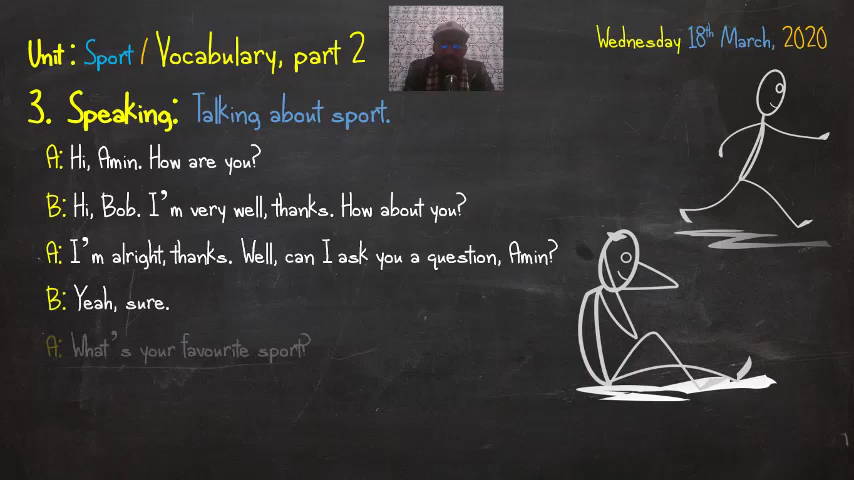 Unit: Sport / Vocabulary, part 2
Wednesday 18th March, 2020
3. Speaking: Talking about sport.
A: Hi, Amin. How are you?
B: Hi, Bob. I'm very well, thanks. How about you?
A: I'm alright, thanks. Well, can I ask you a question, Amin?
B: Yeah, sure.
A: What's your favourite sport?